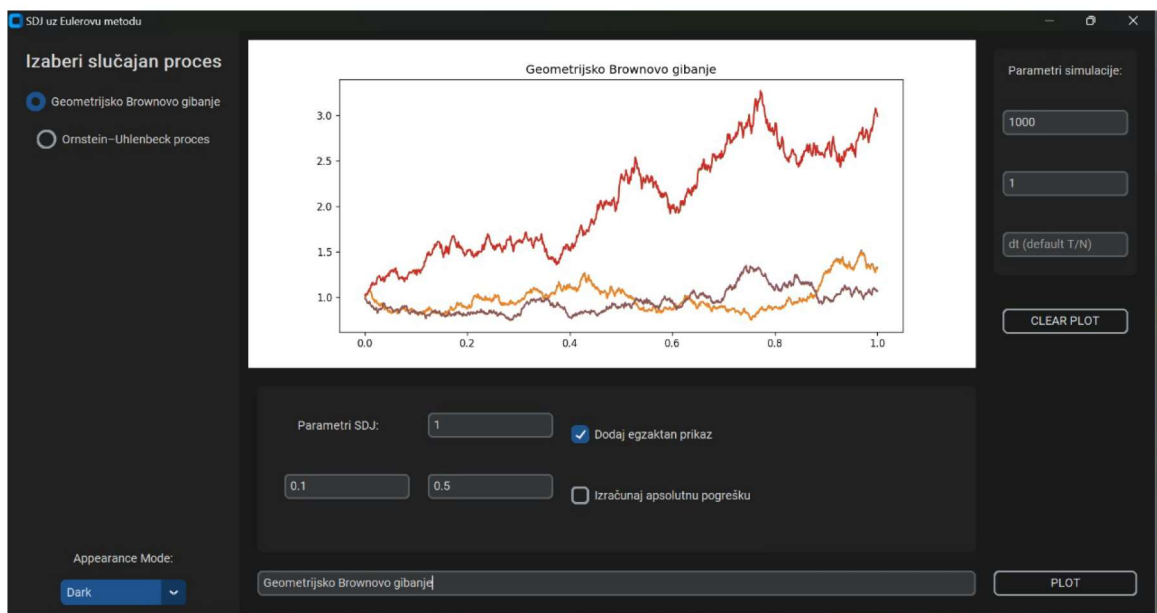 SDJ uz Eulerovu metodu
Izaberi slučajan proces
Geometrijsko Brownovo gibanje
Ornstein–Uhlenbeck proces
Appearance Mode:
Dark
Geometrijsko Brownovo gibanje
3.0
2.5
2.0
1.5
1.0
0.0 0.2 0.4 0.6 0.8 1.0
Parametri SDJ:
1
Dodaj egzaktan prikaz
0.1
0.5
Izračunaj apsolutnu pogrešku
Geometrijsko Brownovo gibanje
Parametri simulacije:
1000
1
dt (default T/N)
CLEAR PLOT
PLOT